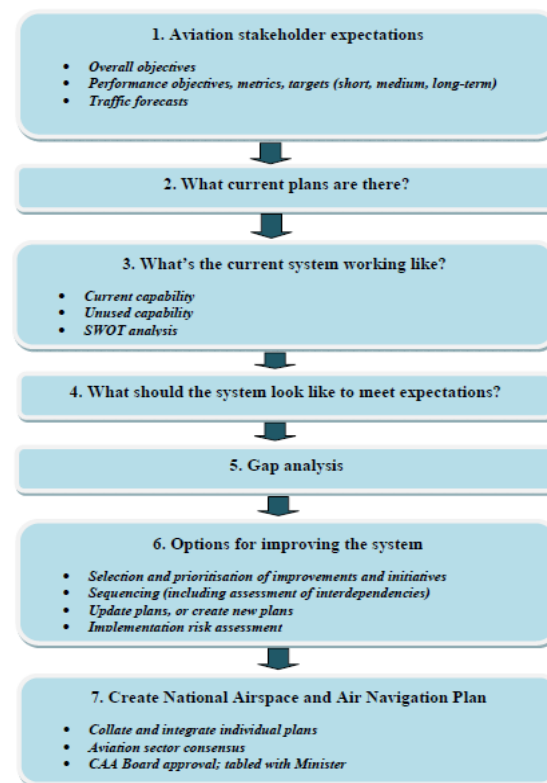 1. Aviation stakeholder expectations
• Overall objectives
• Performance objectives, metrics, targets (short, medium, long-term)
• Traffic forecasts
2. What current plans are there?
3. What's the current system working like?
• Current capability
• Unused capability
• SWOT analysis
4. What should the system look like to meet expectations?
5. Gap analysis
6. Options for improving the system
• Selection and prioritisation of improvements and initiatives
• Sequencing (including assessment of interdependencies)
• Update plans, or create new plans
• Implementation risk assessment
7. Create National Airspace and Air Navigation Plan
• Collate and integrate individual plans
• Aviation sector consensus
• CAA Board approval; tabled with Minister